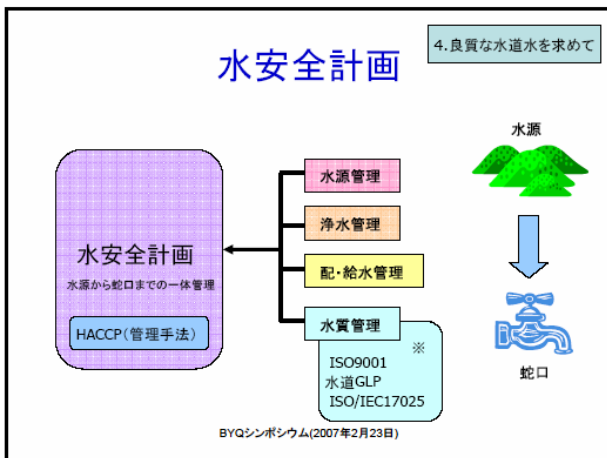 4.良質な水道水を求めて
水安全計画
水源
水源管理
浄水管理
水安全計画
水源から蛇口までの一体管理
配・給水管理
HACCP(管理手法)
水質管理
※
ISO9001
水道GLP
ISO/IEC17025
蛇口
BYQシンポシウム(2007年2月23日)